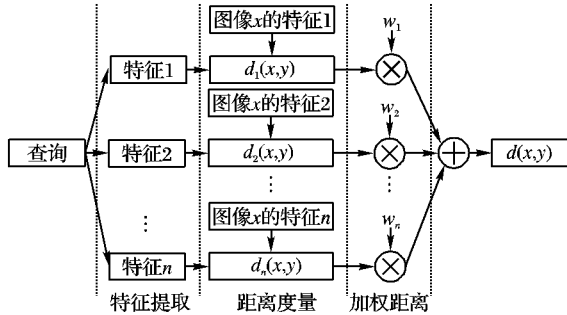 图像x的特征1
w₁
特征1
d₁(x,y)
图像x的特征2
w₂
查询
特征2
d₂(x,y)
d(x,y)
⋮
⋮
⋮
图像x的特征n
wₙ
特征n
dₙ(x,y)
特征提取
距离度量
加权距离